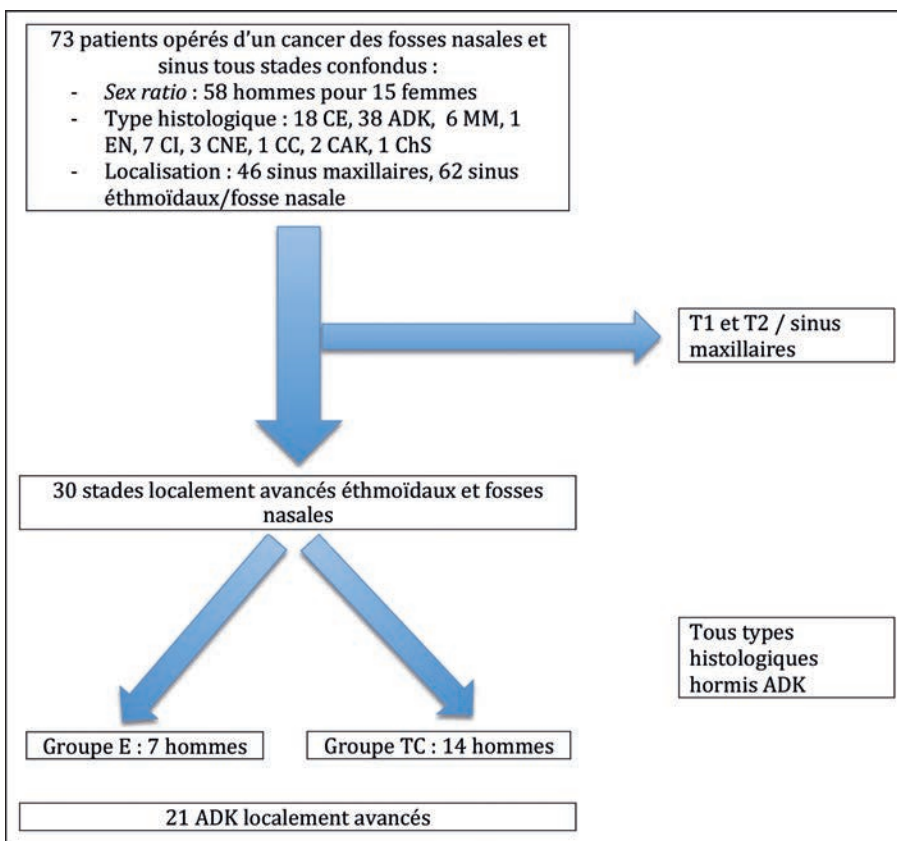 73 patients opérés d'un cancer des fosses nasales et
sinus tous stades confondus :
- Sex ratio : 58 hommes pour 15 femmes
- Type histologique : 18 CE, 38 ADK, 6 MM, 1
EN, 7 CI, 3 CNE, 1 CC, 2 CAK, 1 ChS
- Localisation : 46 sinus maxillaires, 62 sinus
éthmoïdaux/fosse nasale
T1 et T2 / sinus
maxillaires
30 stades localement avancés éthmoïdaux et fosses
nasales
Tous types
histologiques
hormis ADK
Groupe E : 7 hommes
Groupe TC : 14 hommes
21 ADK localement avancés